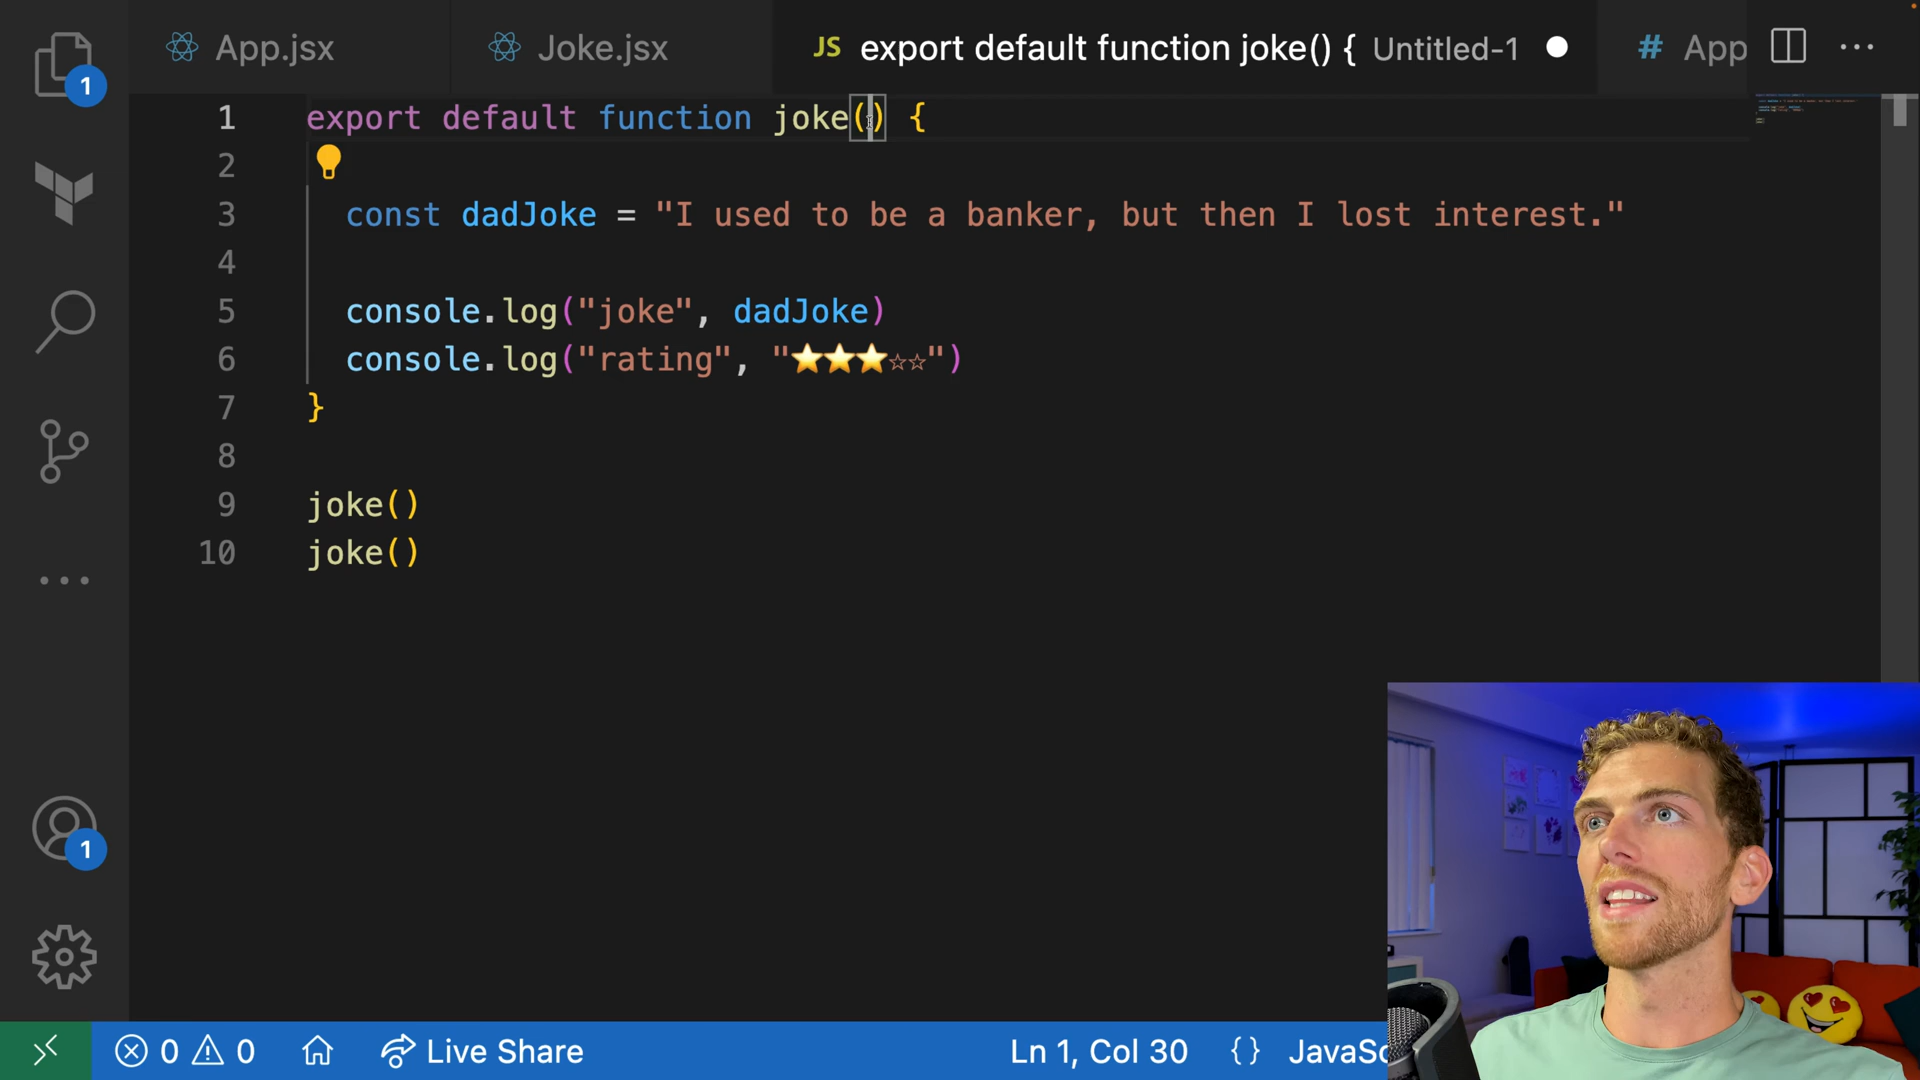 App.jsx
Joke.jsx
JS export default function joke() { Untitled-1
# App
1 export default function joke() {
2
3 const dadJoke = "I used to be a banker, but then I lost interest."
4
5 console.log("joke", dadJoke)
6 console.log("rating", "⭐⭐⭐☆☆")
7 }
8
9 joke()
10 joke()
1
1
0 0 Live Share Ln 1, Col 30 {} JavaSc